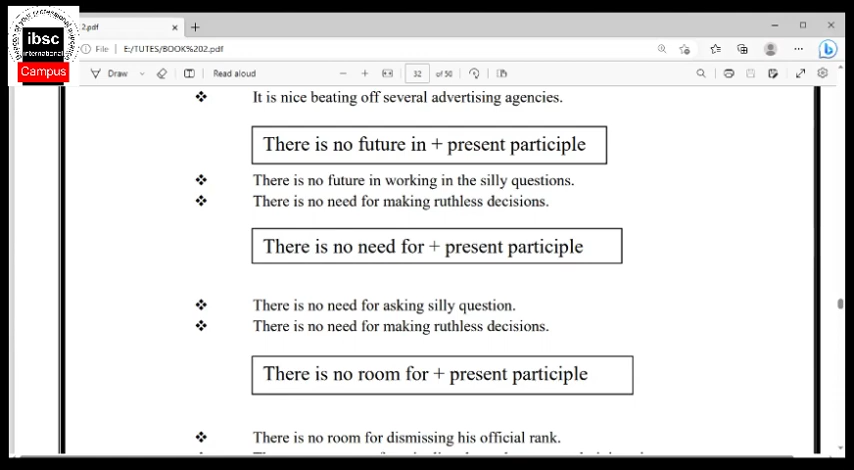 2.pdf
ibsc
international
Campus
File E:/TUTES/BOOK%202.pdf
Draw Read aloud 32 of 50
It is nice beating off several advertising agencies.
There is no future in + present participle
There is no future in working in the silly questions.
There is no need for making ruthless decisions.
There is no need for + present participle
There is no need for asking silly question.
There is no need for making ruthless decisions.
There is no room for + present participle
There is no room for dismissing his official rank.